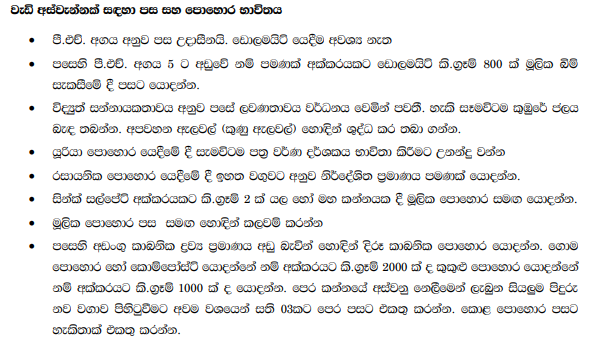 වැඩි අස්වැන්නක් සඳහා පස සහ පොහොර භාවිතය
• පී.එච්. අගය අනුව පස උදාසීනයි. ඩොලමයිට් යෙදීම අවශ්‍ය නැත
• පසෙහි පී.එච්. අගය 5 ට අඩුවේ නම් පමණක් අක්කරයකට ඩොලමයිට් කි.ග්‍රෑම් 800 ක් මූලික බිම්
සැකසීමේ දී පසට යොදන්න.
• විද්‍යුත් සන්නායකතාවය අනුව පසේ ලවණතාවය වර්ධනය වෙමින් පවතී. හැකි සෑමවිටම කුඹුරේ ජලය
බැඳ තබන්න. අපවහන ඇලවල් (කුණු ඇලවල්) හොඳින් ශුද්ධ කර තබා ගන්න.
• යූරියා පොහොර යෙදීමේ දී සැමවිටම පත්‍ර වර්ණ දර්ශකය භාවිතා කිරීමට උනන්දු වන්න
• රසායනික පොහොර යෙදීමේ දී ඉහත වගුවට අනුව නිර්දේශිත ප්‍රමාණය පමණක් යොදන්න.
• සින්ක් සල්පේට් අක්කරයකට කි.ග්‍රෑම් 2 ක් යල හෝ මහ කන්නයක දී මූලික පොහොර සමඟ යොදන්න.
• මූලික පොහොර පස සමඟ හොඳින් කලවම් කරන්න
• පසෙහි අඩංගු කාබනික ද්‍රව්‍ය ප්‍රමාණය අඩු බැවින් හොඳින් දිරූ කාබනික පොහොර යොදන්න. ගොම
පොහොර හෝ කොම්පෝස්ට් යොදන්නේ නම් අක්කරයට කි.ග්‍රෑම් 2000 ක් ද කුකුළු පොහොර යොදන්නේ
නම් අක්කරයට කි.ග්‍රෑම් 1000 ක් ද යොදන්න. පෙර කන්නයේ අස්වනු නෙලීමෙන් ලැබුන සියලුම පිදුරු
නව වගාව පිහිටුවීමට අවම වශයෙන් සති 03කට පෙර පසට එකතු කරන්න. කොළ පොහොර පසට
හැකිතාක් එකතු කරන්න.